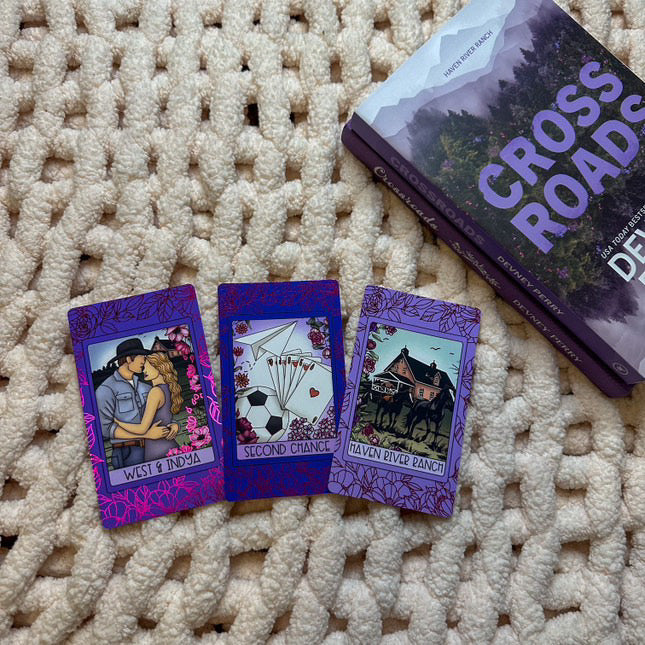 HAVEN RIVER RANCH
CROSS
ROADS
USA TODAY
DEV
CROSSROADS
DEVNEY PERRY
Crossroads
DEVNEY PERRY
WEST & INDYA
SECOND CHANCE
HAVEN RIVER RANCH